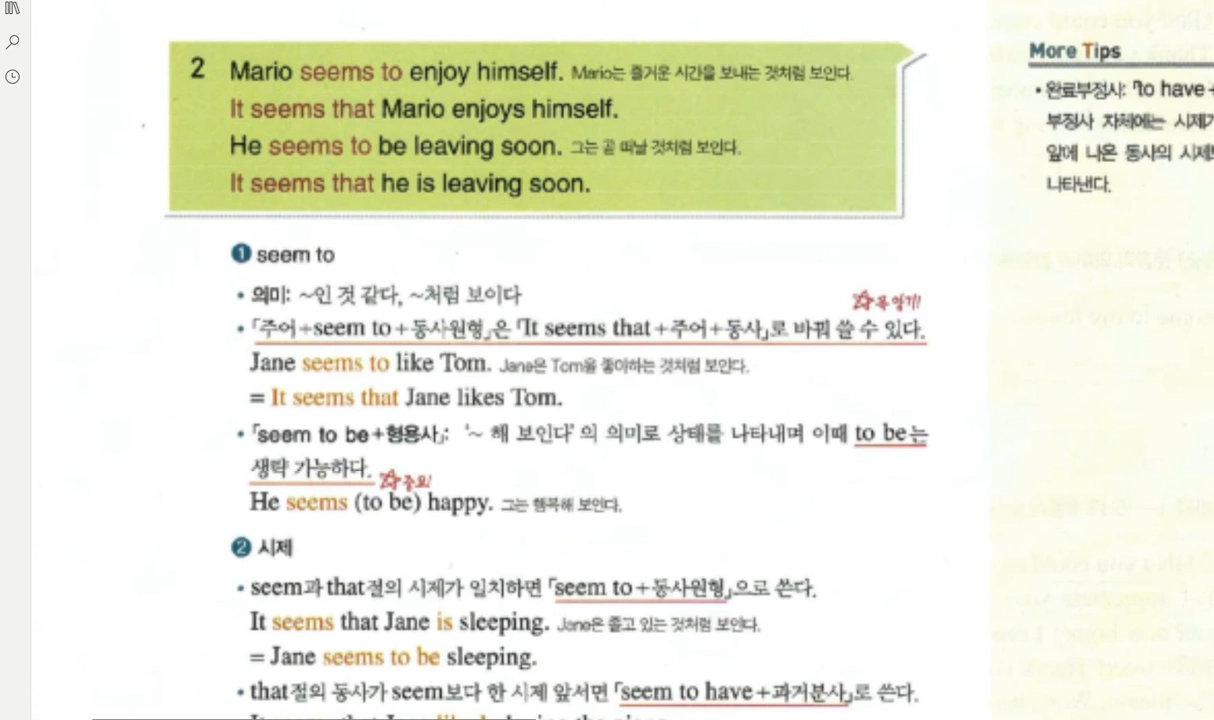 2 Mario seems to enjoy himself. Mario는 즐거운 시간을 보내는 것처럼 보인다.
It seems that Mario enjoys himself.
He seems to be leaving soon. 그는 곧 떠날 것처럼 보인다.
It seems that he is leaving soon.
❶ seem to
• 의미: ~인 것 같다, ~처럼 보이다
☆꼭 암기!
• 「주어+seem to+동사원형」은 「It seems that+주어+동사」로 바꿔 쓸 수 있다.
Jane seems to like Tom. Jane은 Tom을 좋아하는 것처럼 보인다.
= It seems that Jane likes Tom.
• 「seem to be+형용사」: '~ 해 보인다' 의 의미로 상태를 나타내며 이때 to be는
생략 가능하다. ☆중요!
He seems (to be) happy. 그는 행복해 보인다.
❷ 시제
• seem과 that절의 시제가 일치하면 「seem to+동사원형」으로 쓴다.
It seems that Jane is sleeping. Jane은 졸고 있는 것처럼 보인다.
= Jane seems to be sleeping.
• that절의 동사가 seem보다 한 시제 앞서면 「seem to have+과거분사」로 쓴다.
More Tips
• 완료부정사: 「to have+
부정사 자체에는 시제가
앞에 나온 동사의 시제보
나타낸다.